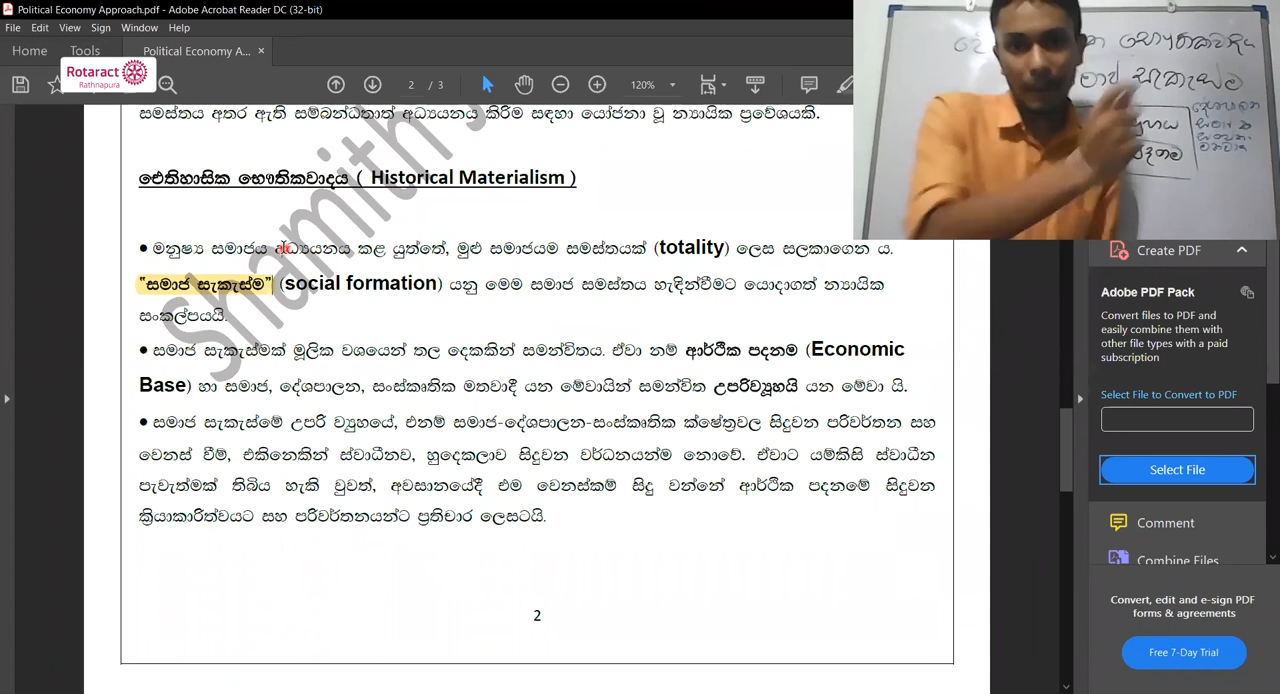 Political Economy Approach.pdf - Adobe Acrobat Reader DC (32-bit)
File Edit View Sign Window Help
Home Tools Political Economy A... ×
Rotaract
Rathnapura
2 / 3 120%
සමස්තය අතර ඇති සම්බන්ධතාත් අධ්‍යයනය කිරීම සඳහා යෝජනා වූ න්‍යායික ප්‍රවේශයකි.
ඓතිහාසික භෞතිකවාදය ( Historical Materialism )
• මනුෂ්‍ය සමාජය අධ්‍යයනය කළ යුත්තේ, මුළු සමාජයම සමස්තයක් (totality) ලෙස සලකාගෙන ය.
"සමාජ සැකැස්ම" (social formation) යනු මෙම සමාජ සමස්තය හැඳින්වීමට යොදාගත් න්‍යායික
සංකල්පයයි.
• සමාජ සැකැස්මක් මූලික වශයෙන් තල දෙකකින් සමන්විතය. ඒවා නම් ආර්ථික පදනම (Economic
Base) හා සමාජ, දේශපාලන, සංස්කෘතික මතවාදී යන මේවායින් සමන්විත උපරිව්‍යූහයි යන මේවා යි.
• සමාජ සැකැස්මේ උපරි ව්‍යුහයේ, එනම් සමාජ-දේශපාලන-සංස්කෘතික ක්ෂේත්‍රවල සිදුවන පරිවර්තන සහ
වෙනස් වීම්, එකිනෙකින් ස්වාධීනව, හුදෙකලාව සිදුවන වර්ධනයන්ම නොවේ. ඒවාට යම්කිසි ස්වාධීන
පැවැත්මක් තිබිය හැකි වුවත්, අවසානයේදී එම වෙනස්කම් සිදු වන්නේ ආර්ථික පදනමේ සිදුවන
ක්‍රියාකාරිත්වයට සහ පරිවර්තනයන්ට ප්‍රතිචාර ලෙසටයි.
2
Shamith
සැකැස්ම
Create PDF
Adobe PDF Pack
Convert files to PDF and
easily combine them with
other file types with a paid
subscription
Select File to Convert to PDF
Select File
Comment
Combine Files
Convert, edit and e-sign PDF
forms & agreements
Free 7-Day Trial